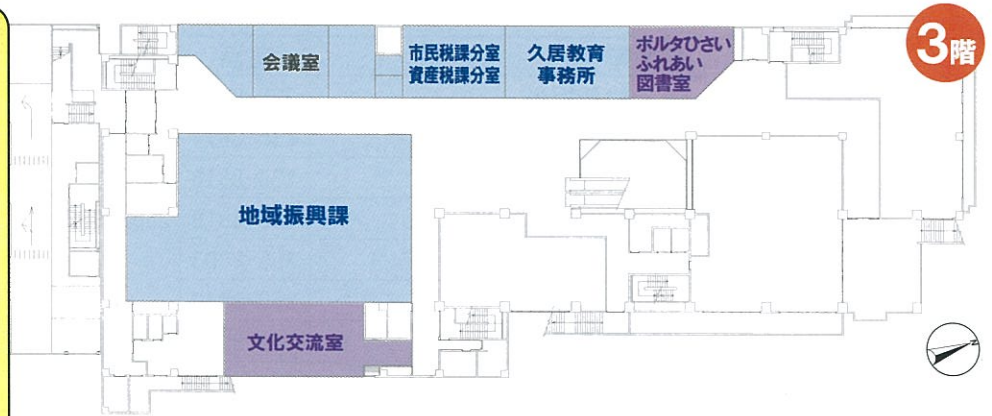 3階
会議室
市民税課分室
資産税課分室
久居教育
事務所
ポルタひさい
ふれあい
図書室
地域振興課
文化交流室